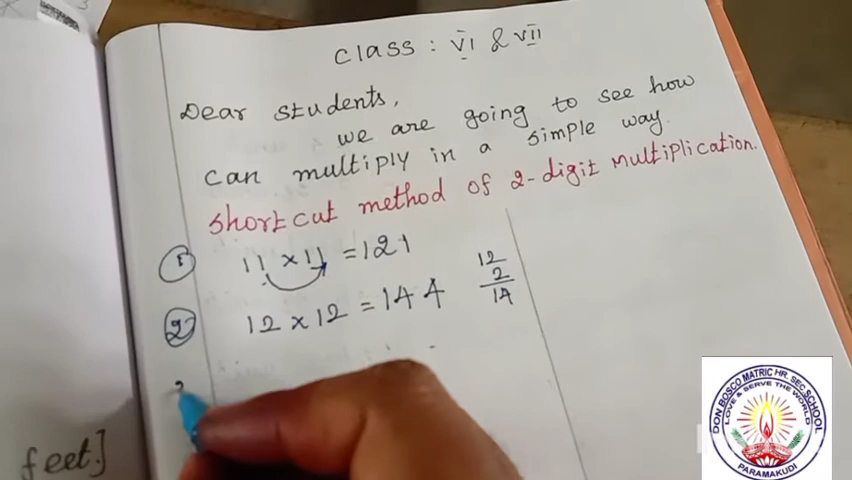 Class : VI & VII
Dear students,
we are going to see how
can multiply in a simple way.
shortcut method of 2-digit multiplication.
1 11 × 11 = 121
2 12 × 12 = 144
12
2
14
feet.]
DON BOSCO MATRIC HR. SEC. SCHOOL
LOVE & SERVE THE WORLD
PARAMAKUDI